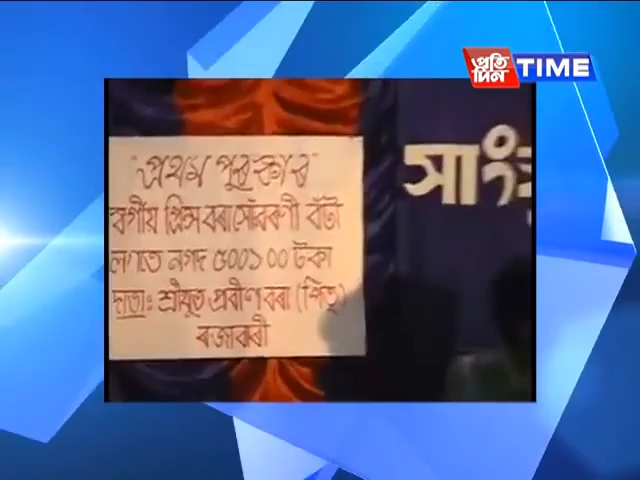 প্ৰতিদিন TIME
"প্ৰথম পুৰস্কাৰ"
স্বৰ্গীয় প্ৰিন্স বৰা সোঁৱৰণী বঁটা
লগতে নগদ ৫০০১.০০ টকা
দাতা: শ্ৰীযুত প্ৰবীণ বৰা (পিতৃ)
ৰজাবাৰী
সাং